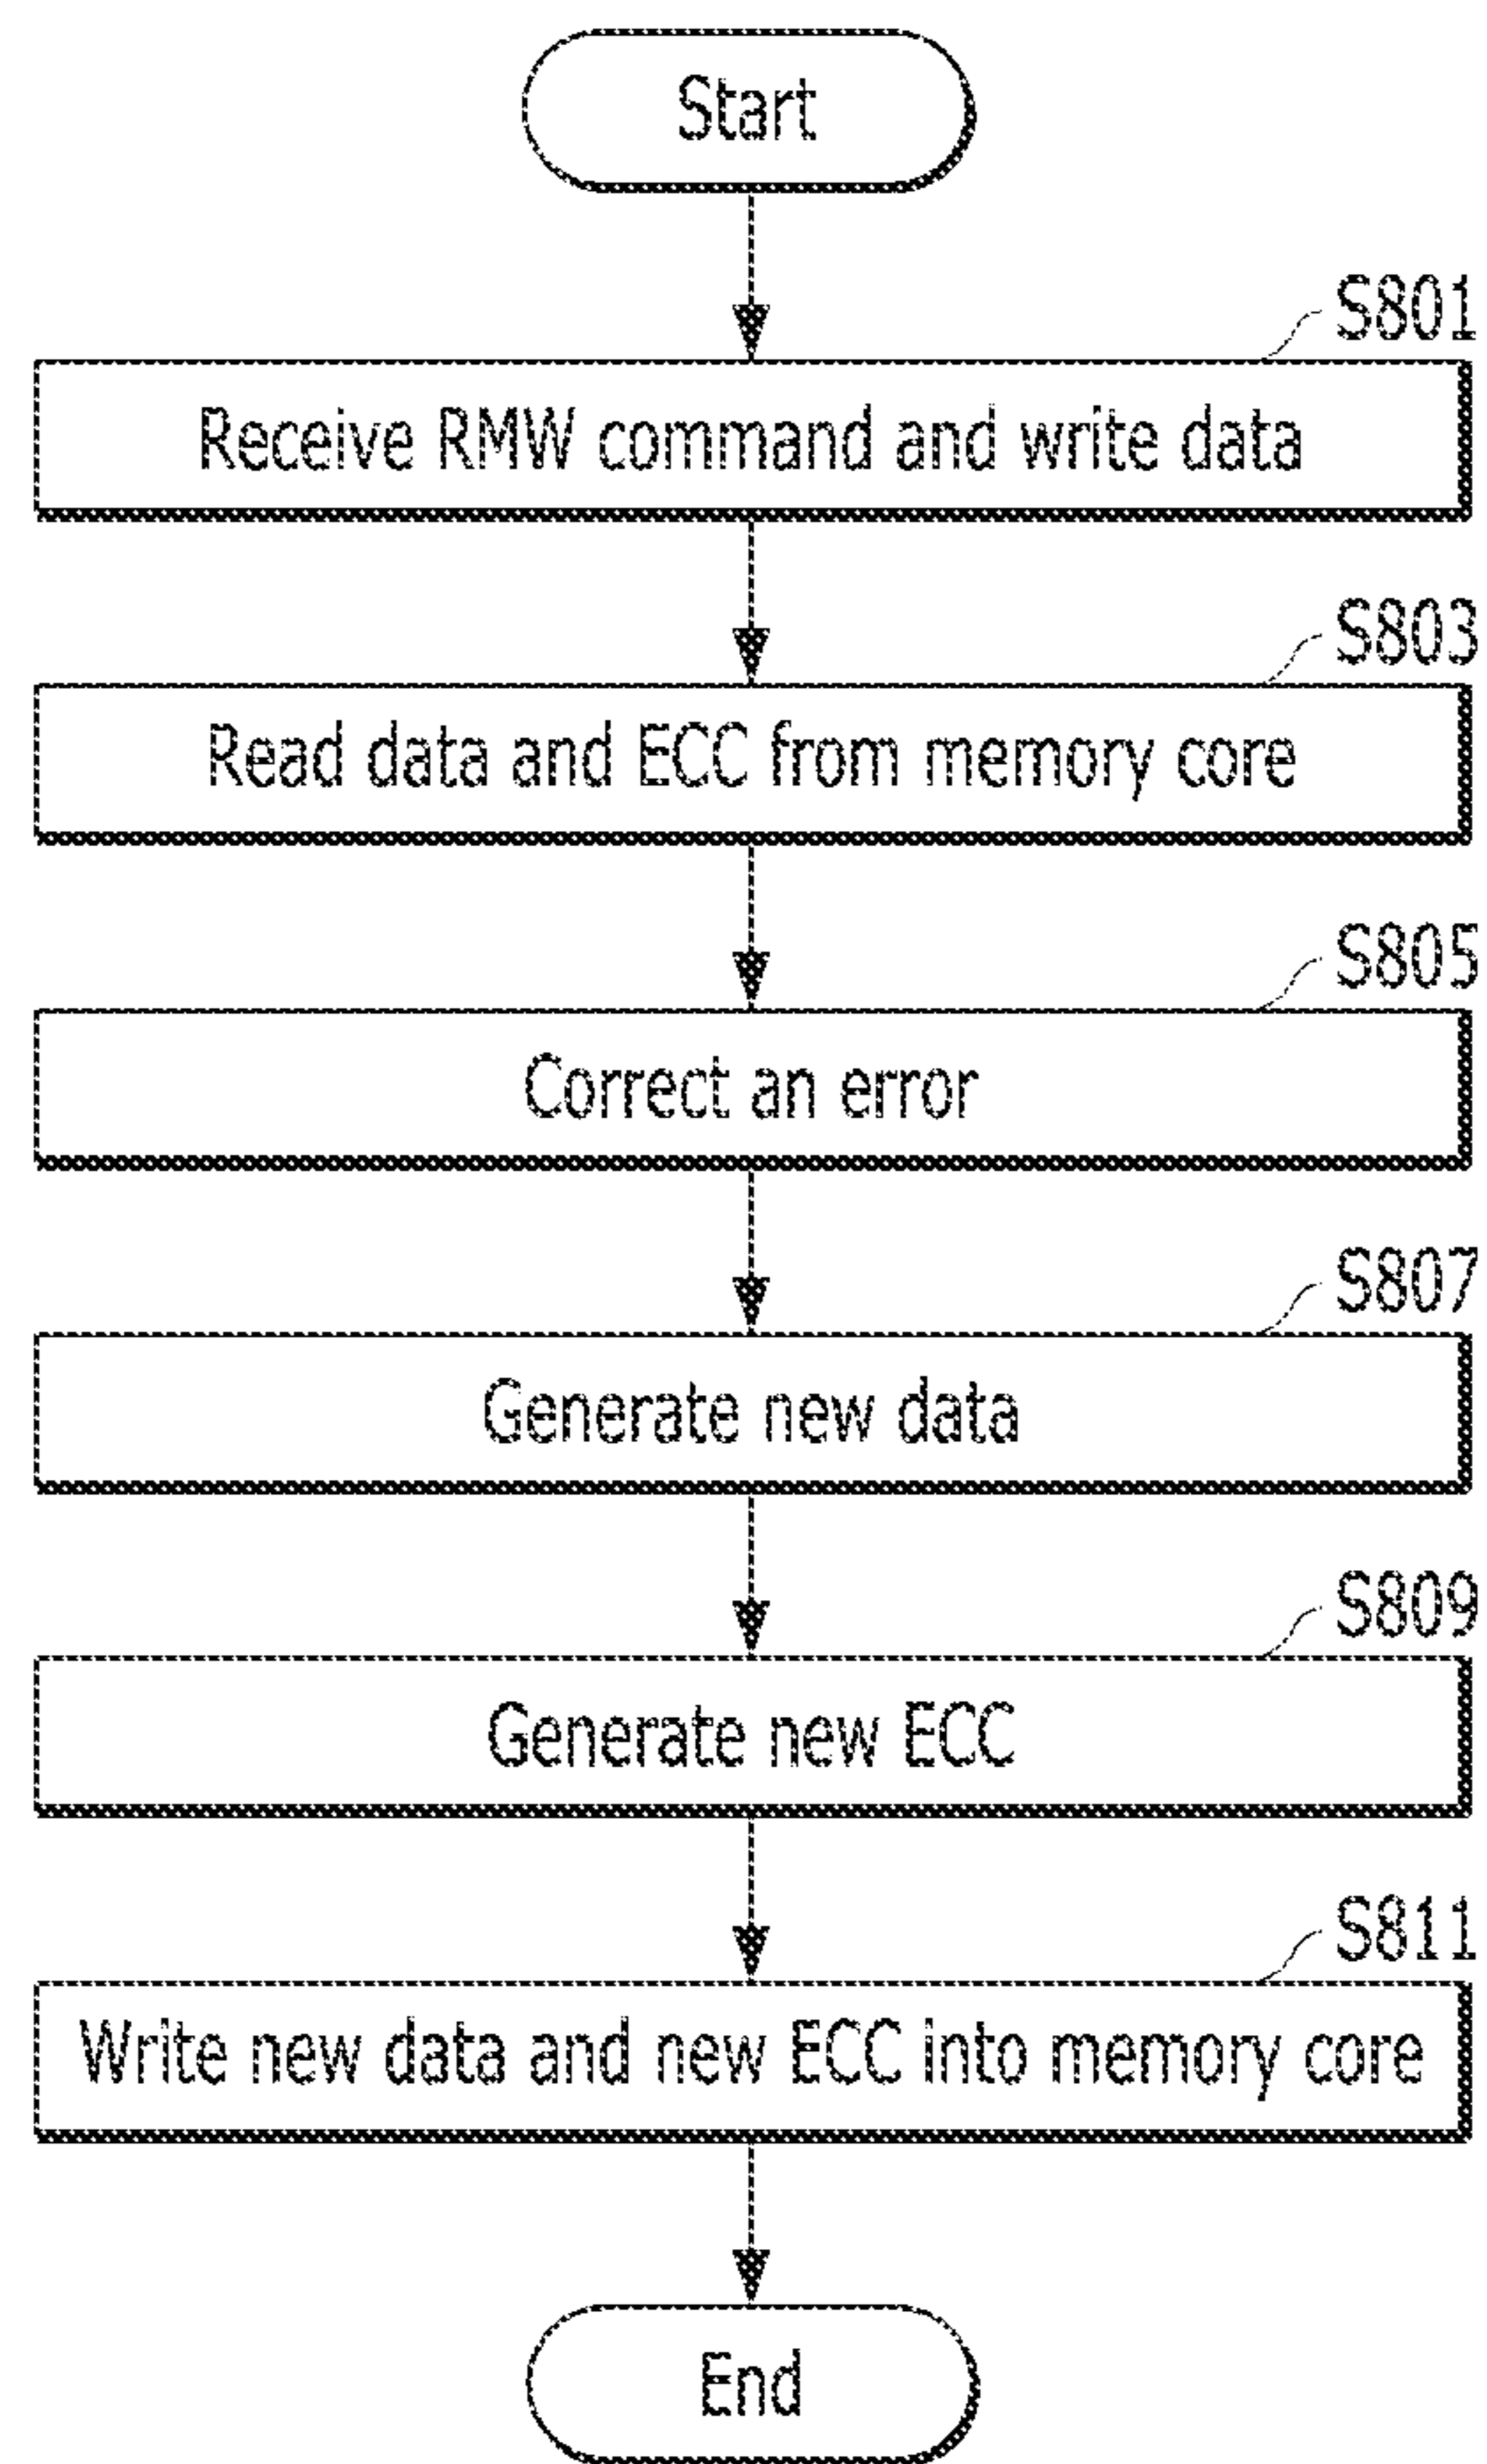 Start
S801
Receive RMW command and write data
S803
Read data and ECC from memory core
S805
Correct an error
S807
Generate new data
S809
Generate new ECC
S811
Write new data and new ECC into memory core
End